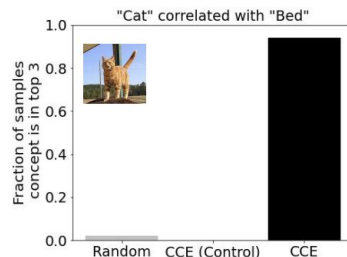 "Cat" correlated with "Bed"
Fraction of samples
concept is in top 3
1.0
0.8
0.6
0.4
0.2
0.0
Random CCE (Control) CCE